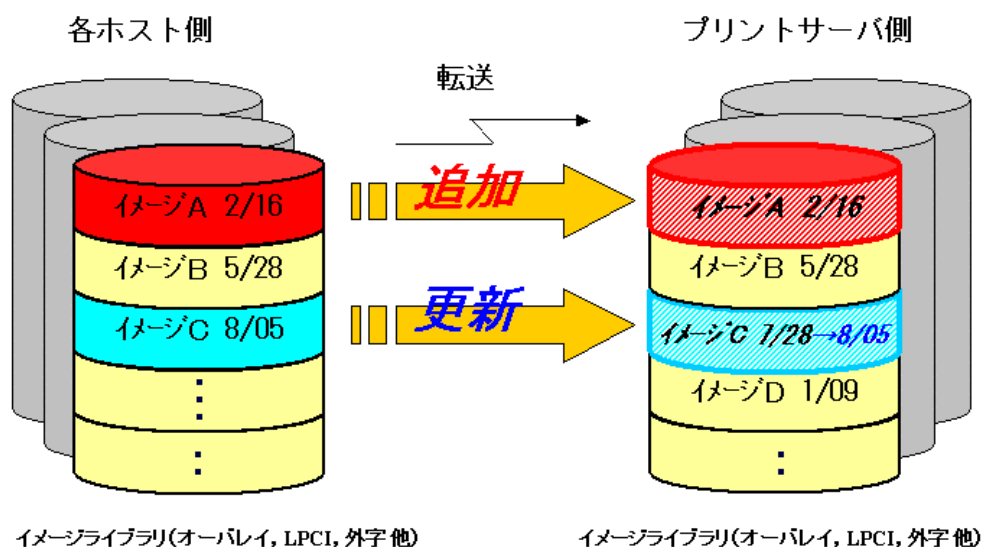 各ホスト側
プリントサーバ側
転送
追加
イメージA 2/16
イメージA 2/16
イメージB 5/28
イメージB 5/28
更新
イメージC 8/05
イメージC 7/28→8/05
イメージD 1/09
イメージライブラリ(オーバレイ, LPCI, 外字他)
イメージライブラリ(オーバレイ, LPCI, 外字他)